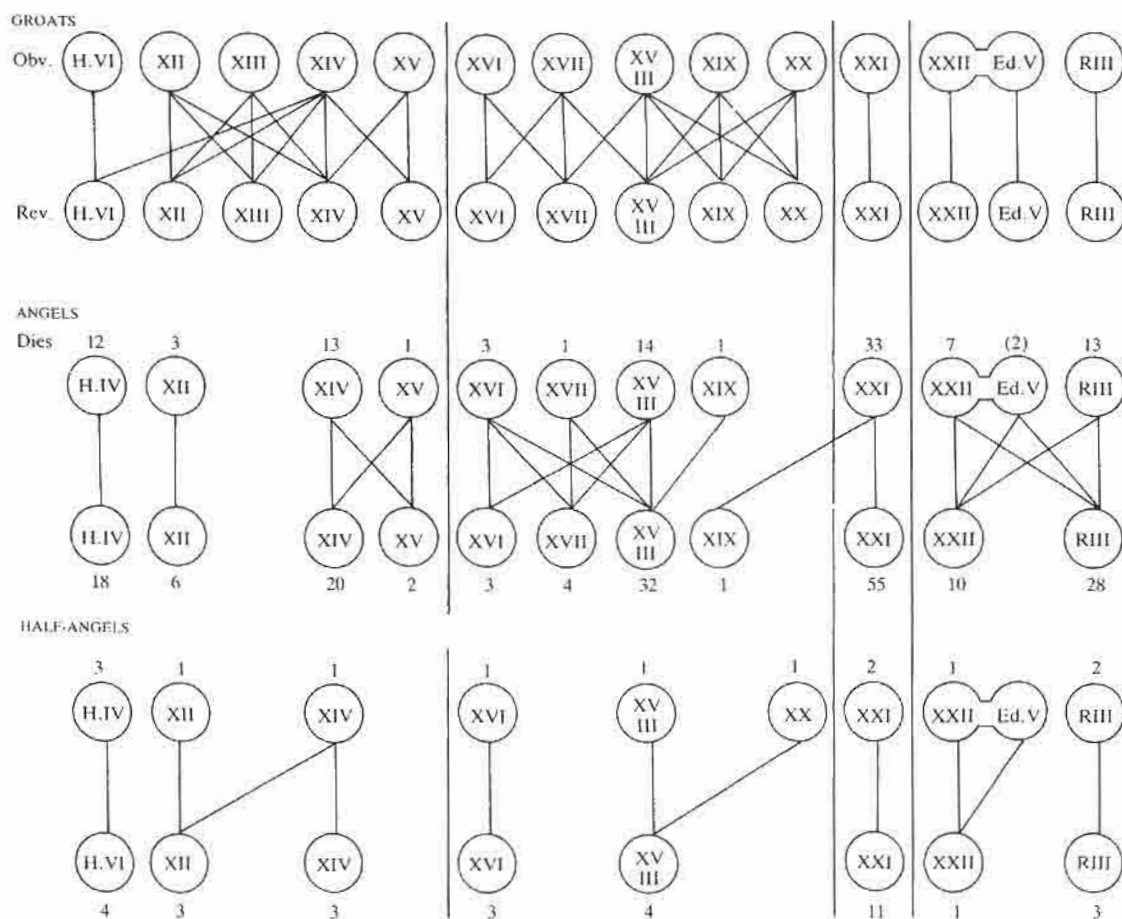 GROATS
Obv. H.VI XII XIII XIV XV XVI XVII XV III XIX XX XXI XXII Ed.V RIII
Rev. H.VI XII XIII XIV XV XVI XVII XV III XIX XX XXI XXII Ed.V RIII
ANGELS
Dies 12 3 13 1 3 1 14 1 33 7 (2) 13
H.IV XII XIV XV XVI XVII XV III XIX XXI XXII Ed.V RIII
H.IV XII XIV XV XVI XVII XV III XIX XXI XXII RIII
18 6 20 2 3 4 32 1 55 10 28
HALF-ANGELS
3 1 1 1 1 1 2 1 2
H.IV XII XIV XVI XV III XX XXI XXII Ed.V RIII
H.VI XII XIV XVI XV III XXI XXII RIII
4 3 3 3 4 11 1 3